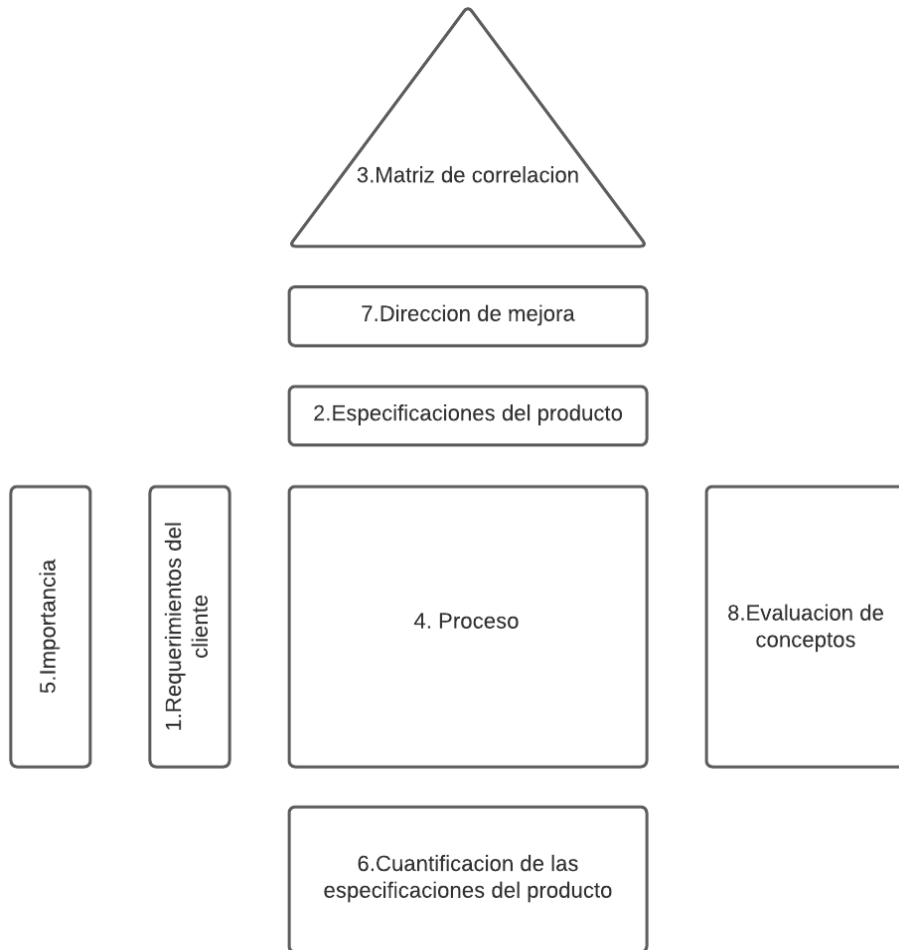 3.Matriz de correlacion
7.Direccion de mejora
2.Especificaciones del producto
5.Importancia
1.Requerimientos del
cliente
4. Proceso
8.Evaluacion de
conceptos
6.Cuantificacion de las
especificaciones del producto